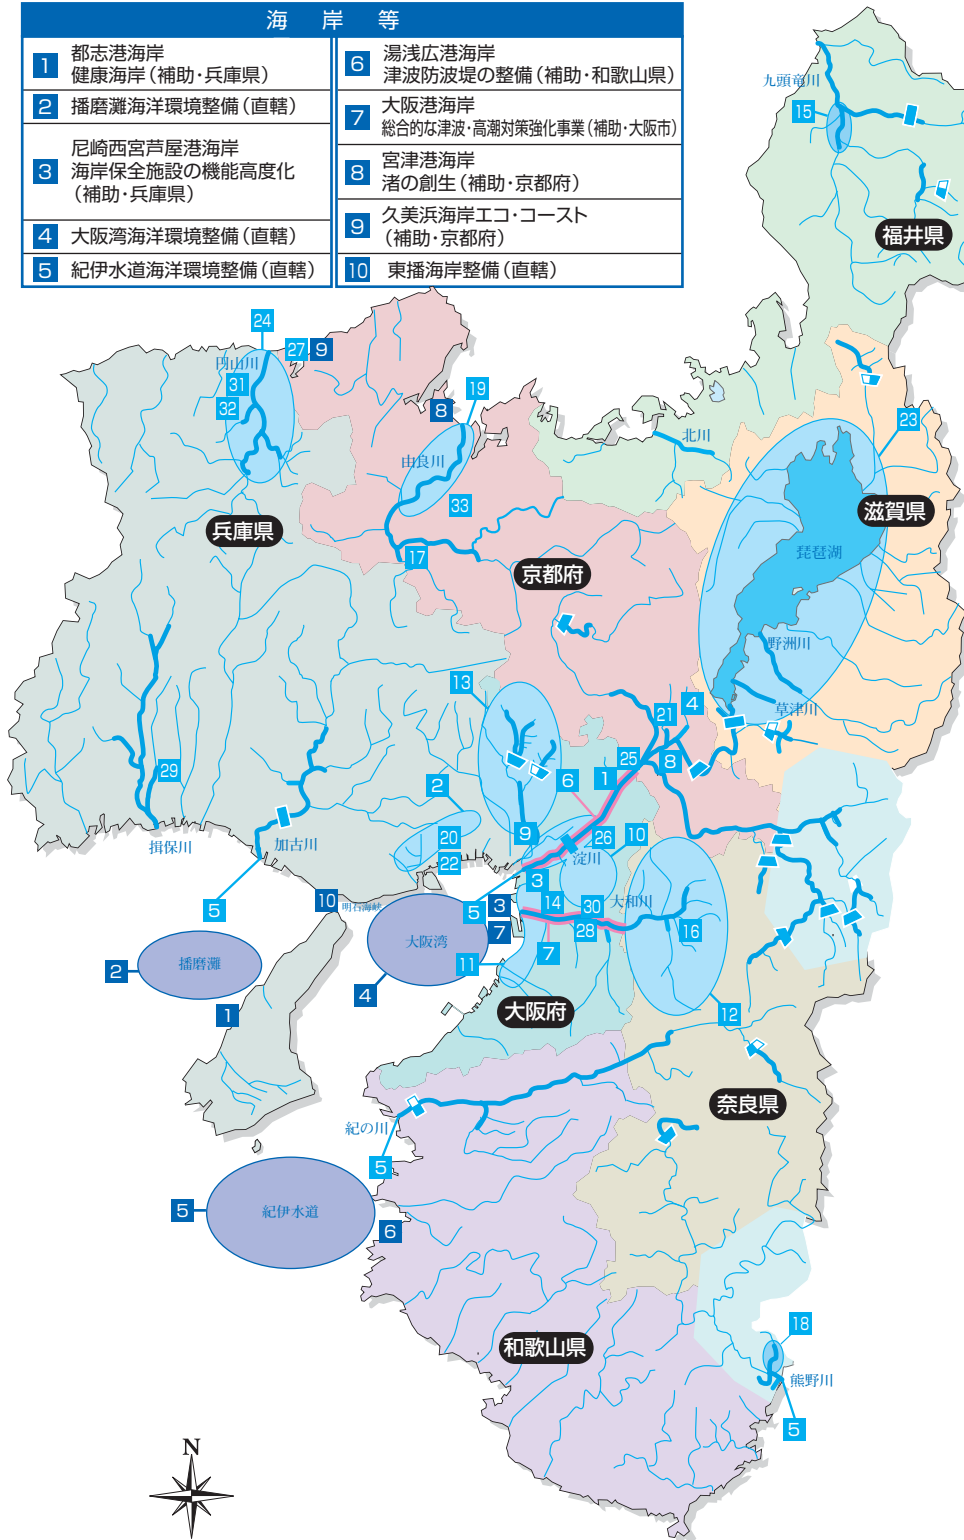 海岸等
1 都志港海岸
健康海岸(補助・兵庫県)
2 播磨灘海洋環境整備(直轄)
3 尼崎西宮芦屋港海岸
海岸保全施設の機能高度化
(補助・兵庫県)
4 大阪湾海洋環境整備(直轄)
5 紀伊水道海洋環境整備(直轄)
6 湯浅広港海岸
津波防波堤の整備(補助・和歌山県)
7 大阪港海岸
総合的な津波・高潮対策強化事業(補助・大阪市)
8 宮津港海岸
渚の創生(補助・京都府)
9 久美浜海岸エコ・コースト
(補助・京都府)
10 東播海岸整備(直轄)
九頭竜川
15
福井県
24
27 9
円山川
31
32
8
19
由良川
33
17
北川
23
兵庫県
京都府
滋賀県
琵琶湖
野洲川
草津川
13
21
4
25
8
6
1
2
29
20
22
9
26
10
淀川
揖保川
加古川
5
10
明石海峡
3
5
3
7
14
30
大和川
28
7
16
11
大阪湾
4
播磨灘
2
1
大阪府
12
奈良県
紀の川
5
5
紀伊水道
6
和歌山県
18
熊野川
5
N